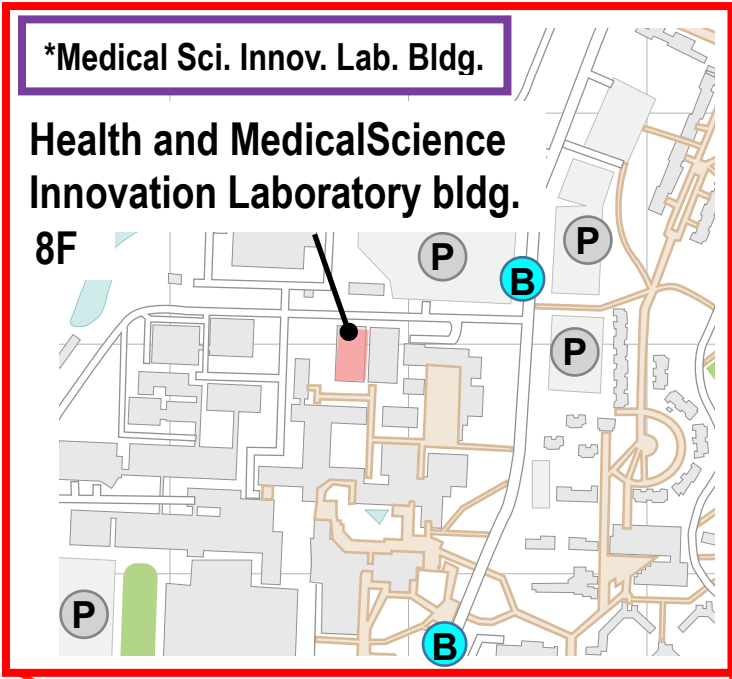 *Medical Sci. Innov. Lab. Bldg.
Health and MedicalScience
Innovation Laboratory bldg.
8F
P
P
B
P
P
B